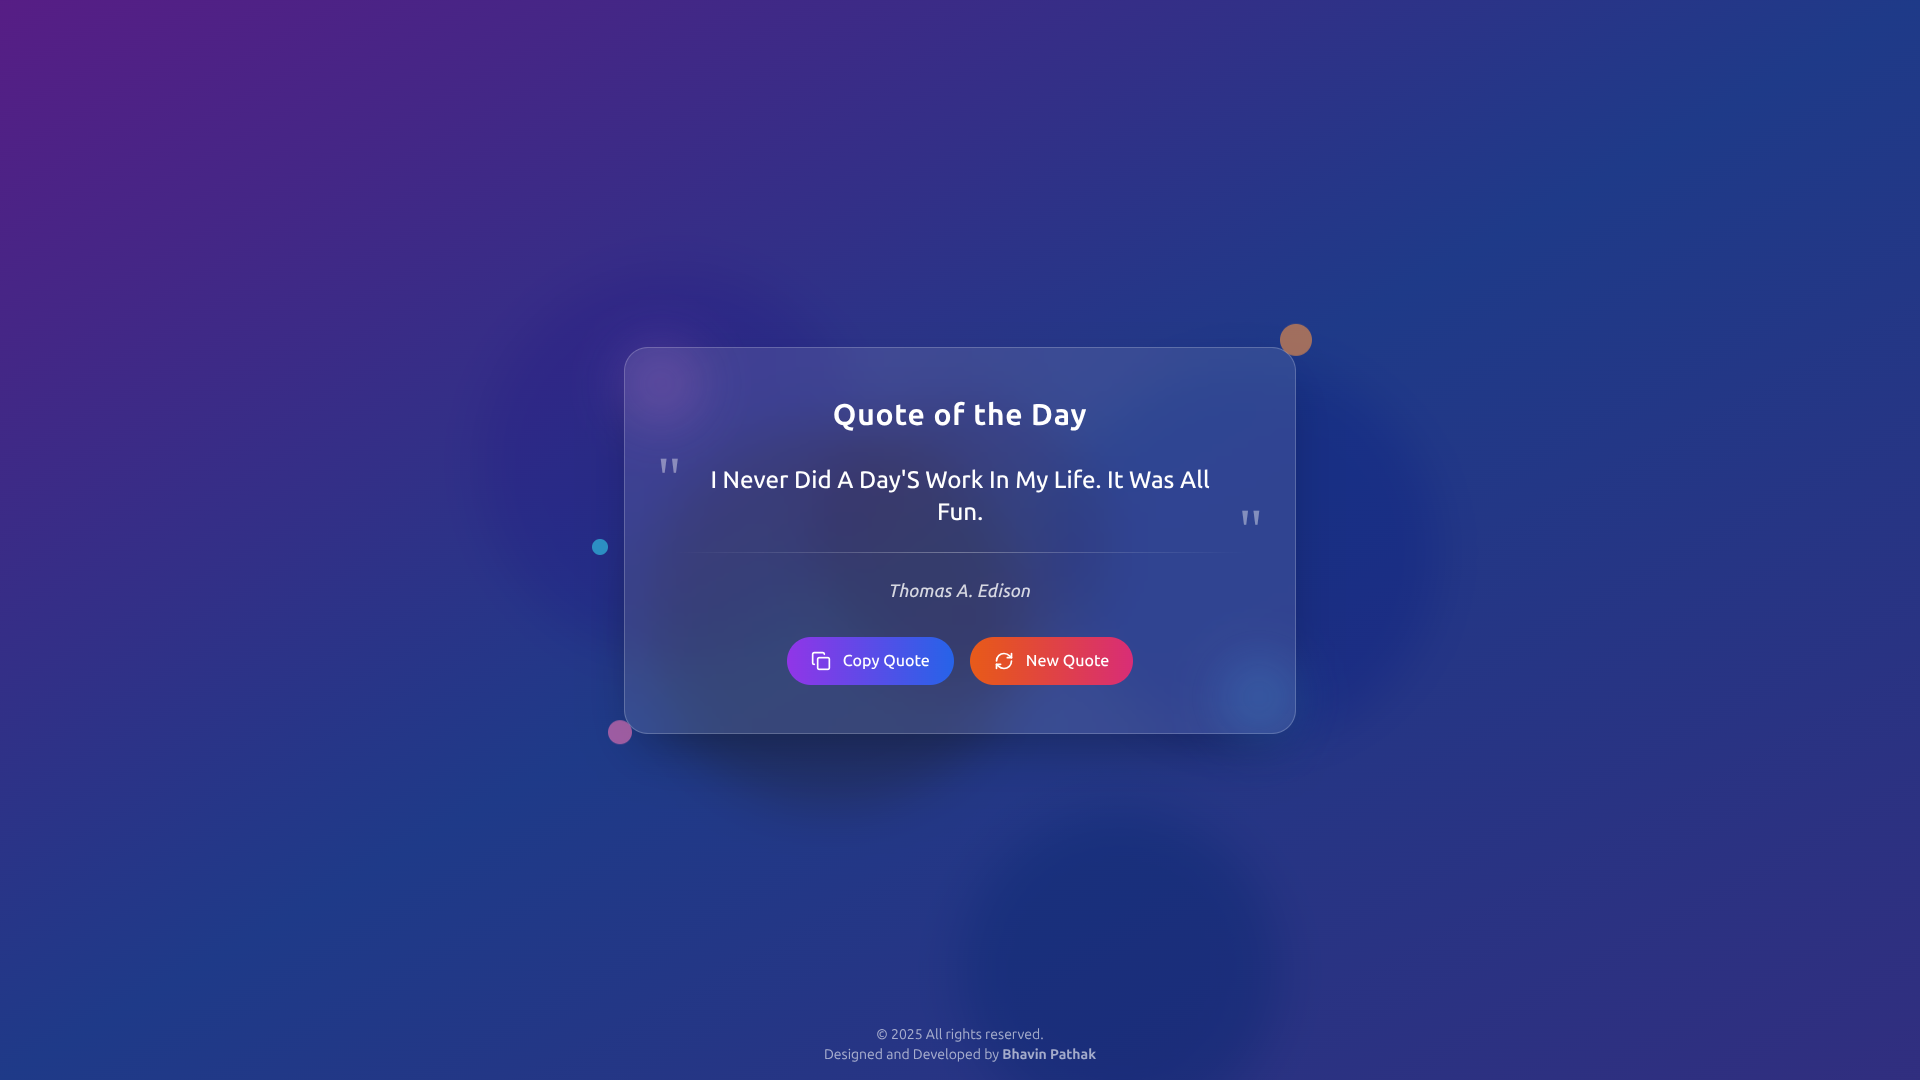 Quote of the Day
"
I Never Did A Day'S Work In My Life. It Was All
Fun.
"
Thomas A. Edison
Copy Quote
New Quote
© 2025 All rights reserved.
Designed and Developed by Bhavin Pathak